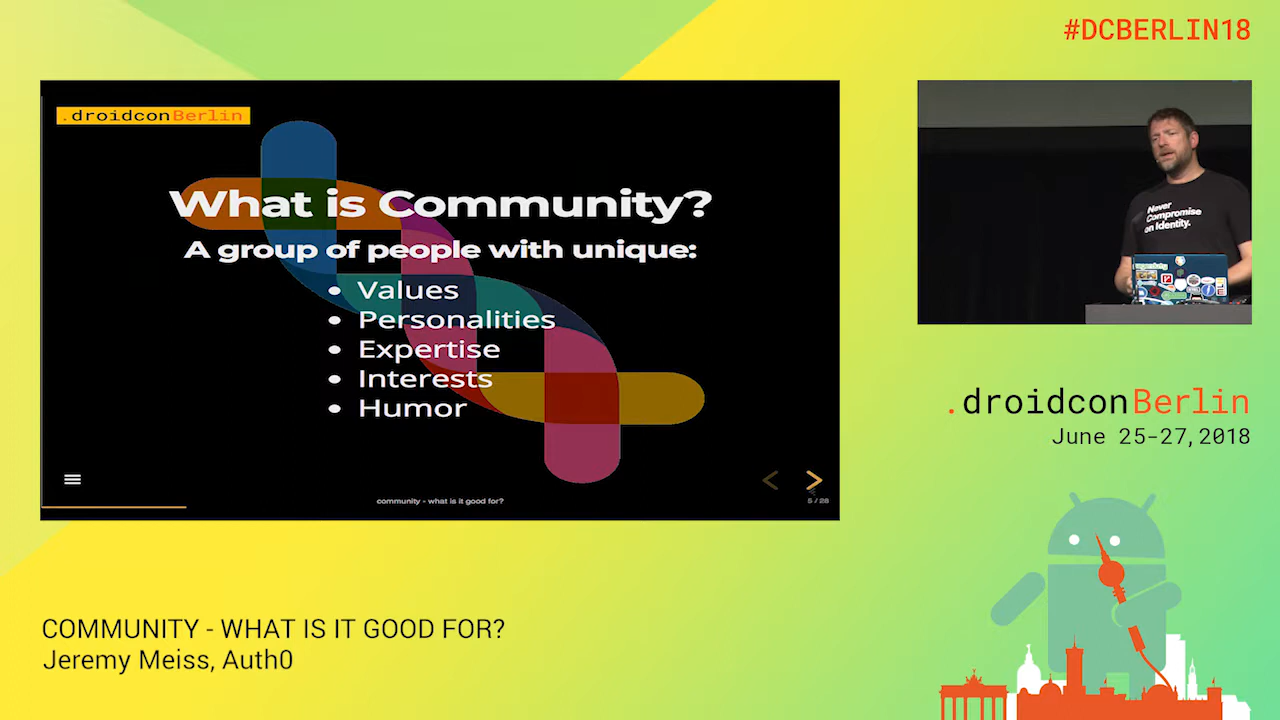 #DCBERLIN18
.droidconBerlin
What is Community?
A group of people with unique:
• Values
• Personalities
• Expertise
• Interests
• Humor
community - what is it good for?
5 / 28
Never
Compromise
on Identity.
.droidconBerlin
June 25-27, 2018
COMMUNITY - WHAT IS IT GOOD FOR?
Jeremy Meiss, Auth0